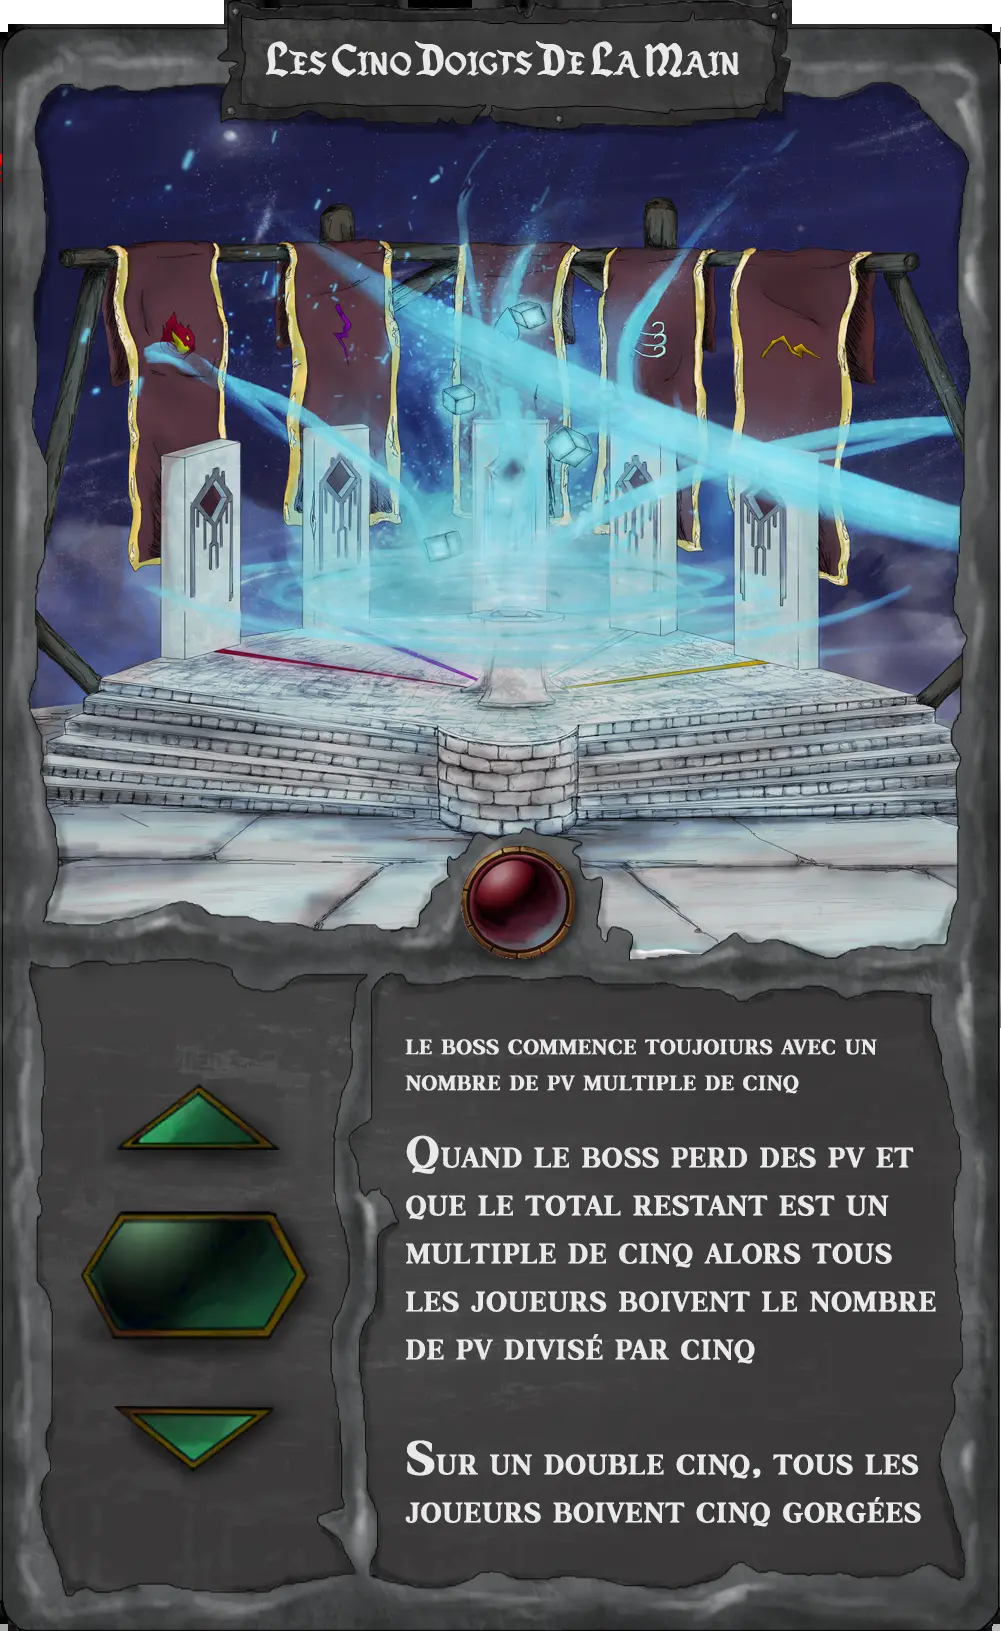 Les Cinq Doigts De La Main
le boss commence toujoiurs avec un
nombre de pv multiple de cinq
Quand le boss perd des pv et
que le total restant est un
multiple de cinq alors tous
les joueurs boivent le nombre
de pv divisé par cinq
Sur un double cinq, tous les
joueurs boivent cinq gorgées